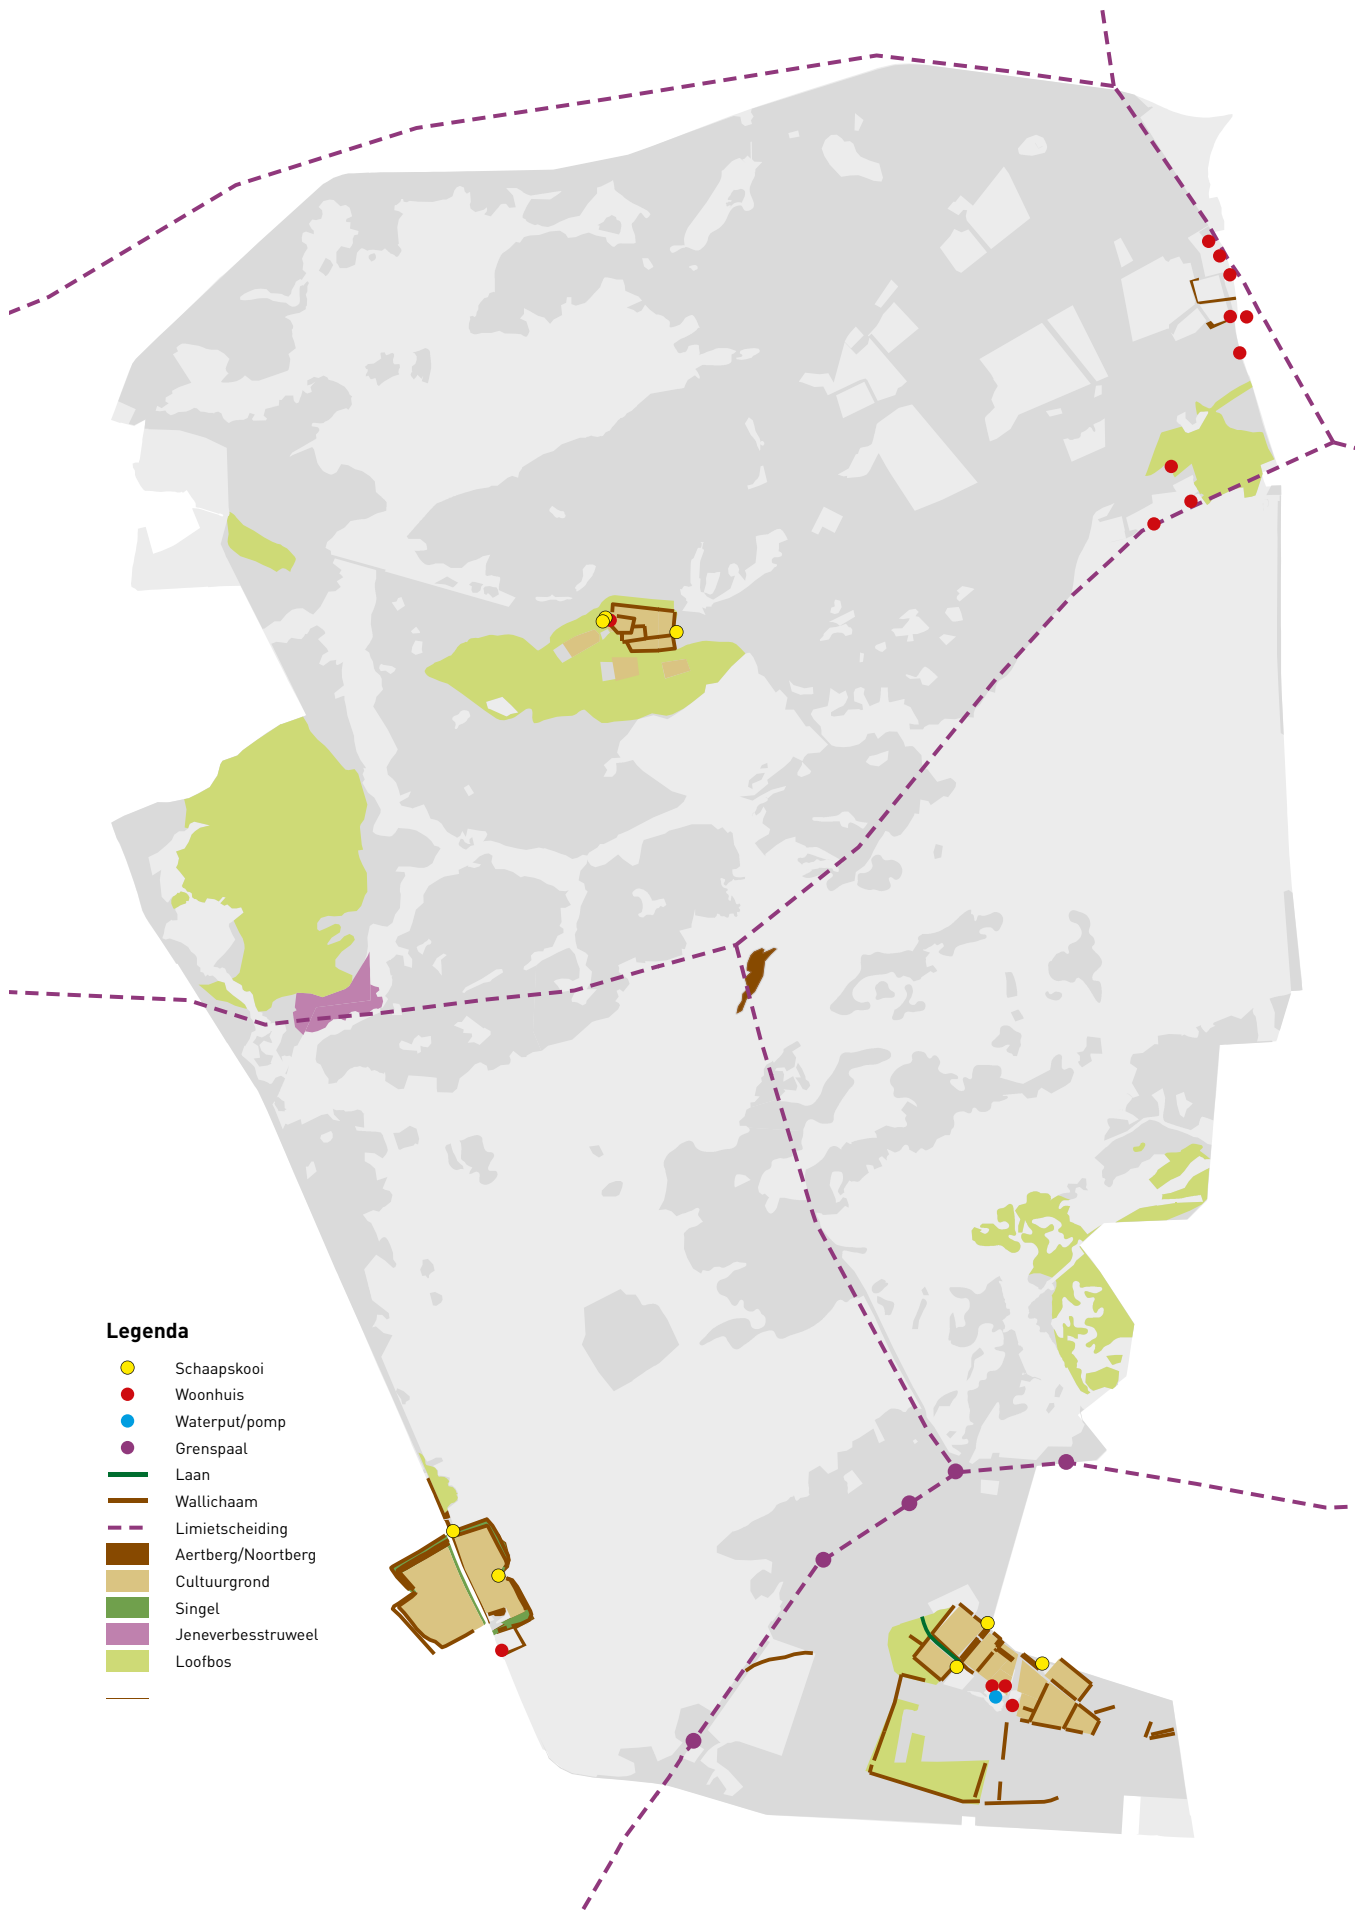 Legenda
Schaapskooi
Woonhuis
Waterput/pomp
Grenspaal
Laan
Wallichaam
Limietscheiding
Aertberg/Noortberg
Cultuurgrond
Singel
Jeneverbesstruweel
Loofbos